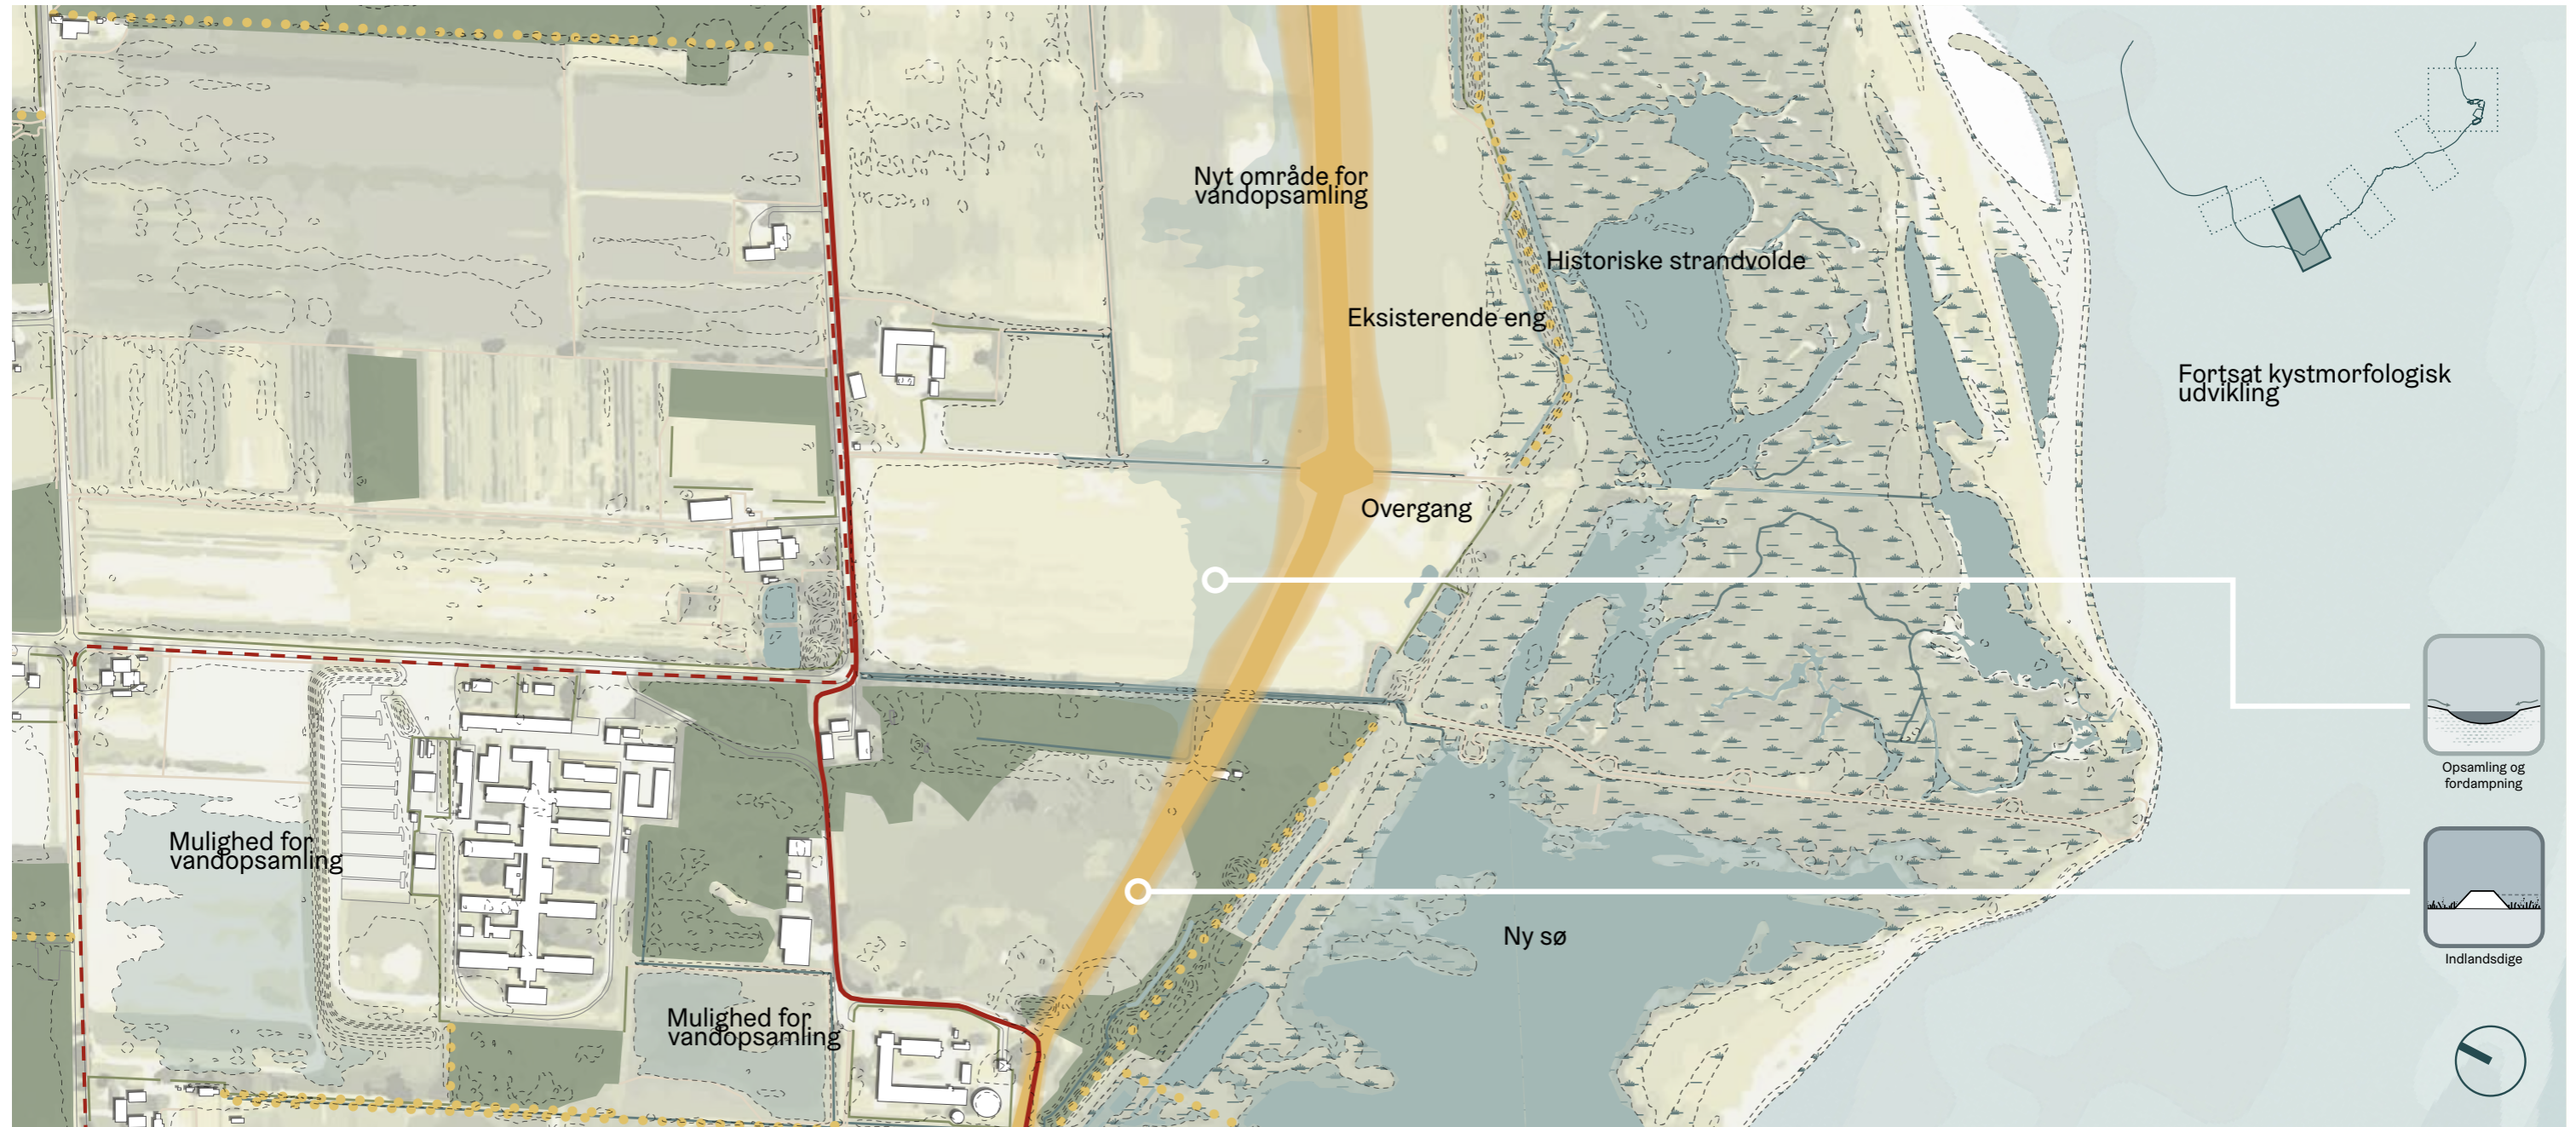 Nyt område for
vandopsamling
Historiske strandvolde
Eksisterende eng
Fortsat kystmorfologisk
udvikling
Overgang
Opsamling og
fordampning
Mulighed for
vandopsamling
Ny sø
Indlandsdige
Mulighed for
vandopsamling